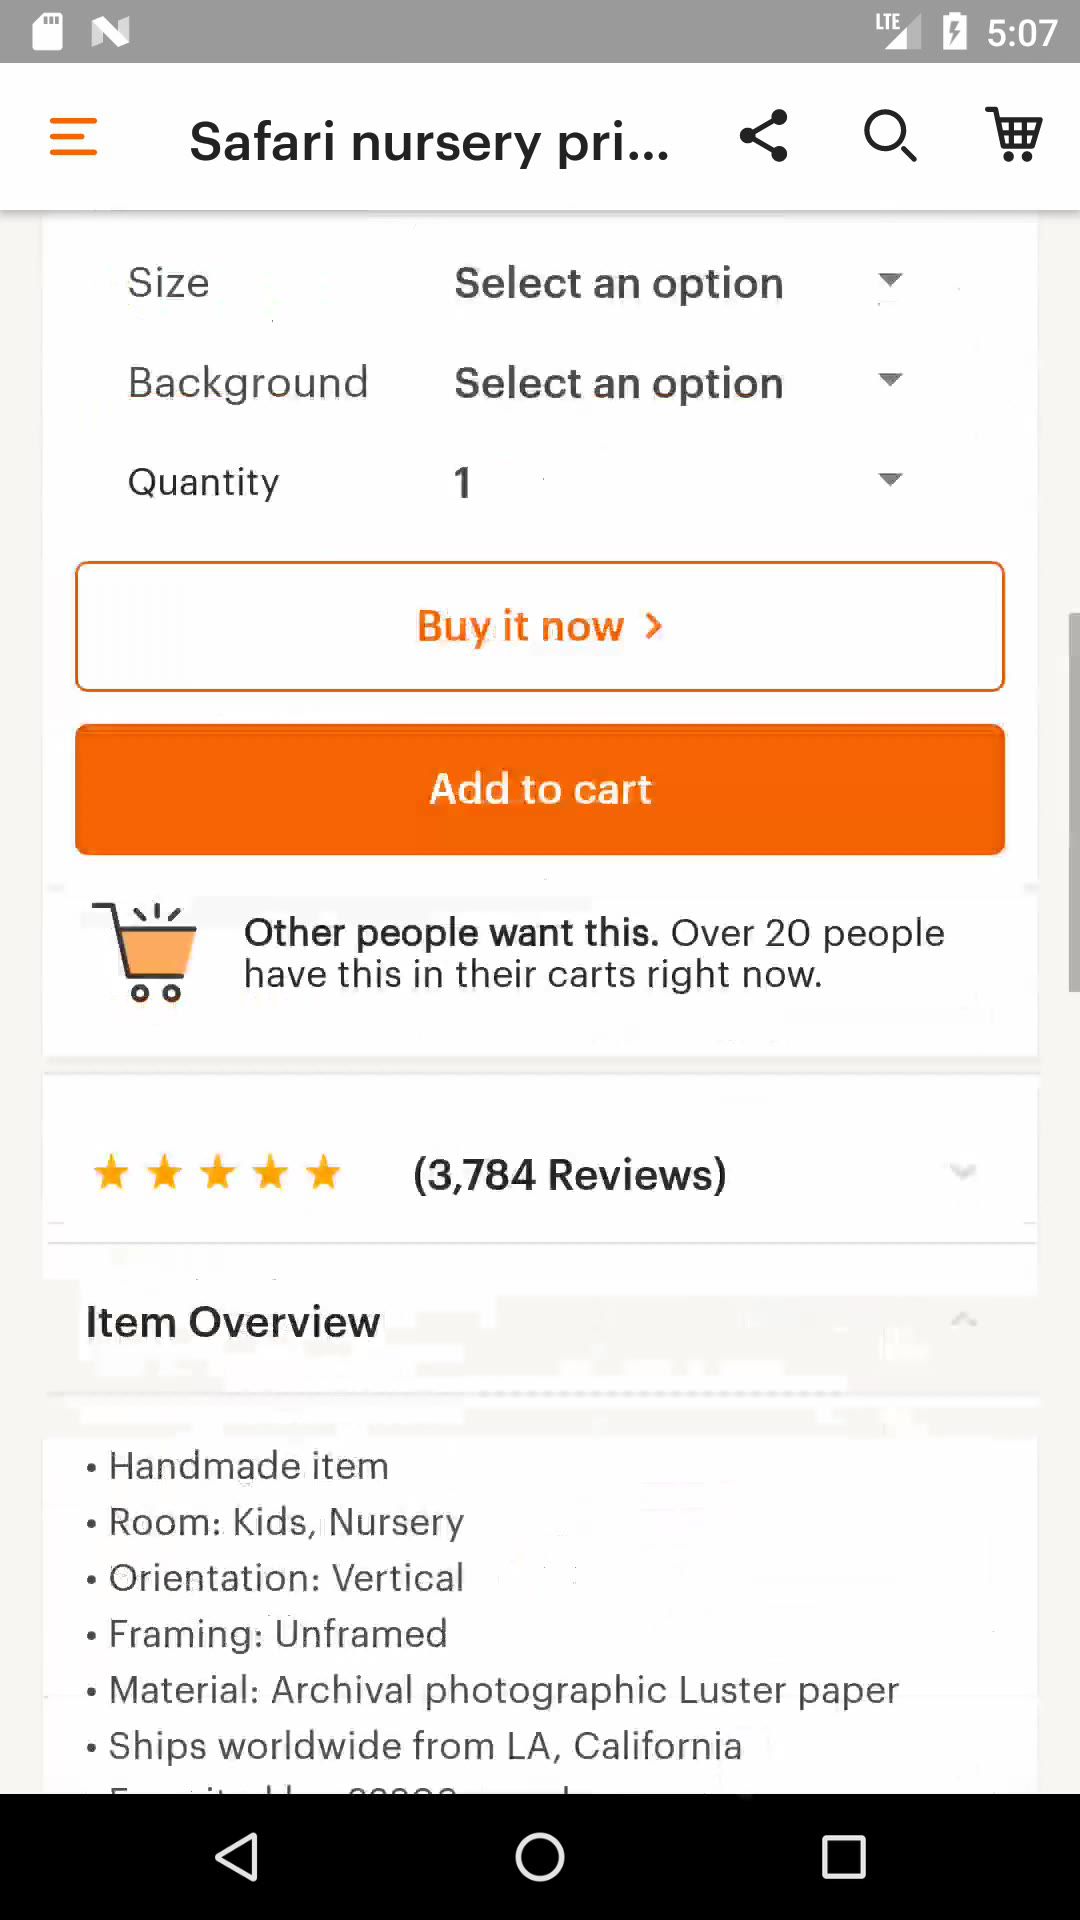 LTE 5:07
Safari nursery pri...
Size Select an option
Background Select an option
Quantity 1
Buy it now
Add to cart
Other people want this. Over 20 people
have this in their carts right now.
(3,784 Reviews)
Item Overview
• Handmade item
• Room: Kids, Nursery
• Orientation: Vertical
• Framing: Unframed
• Material: Archival photographic Luster paper
• Ships worldwide from LA, California